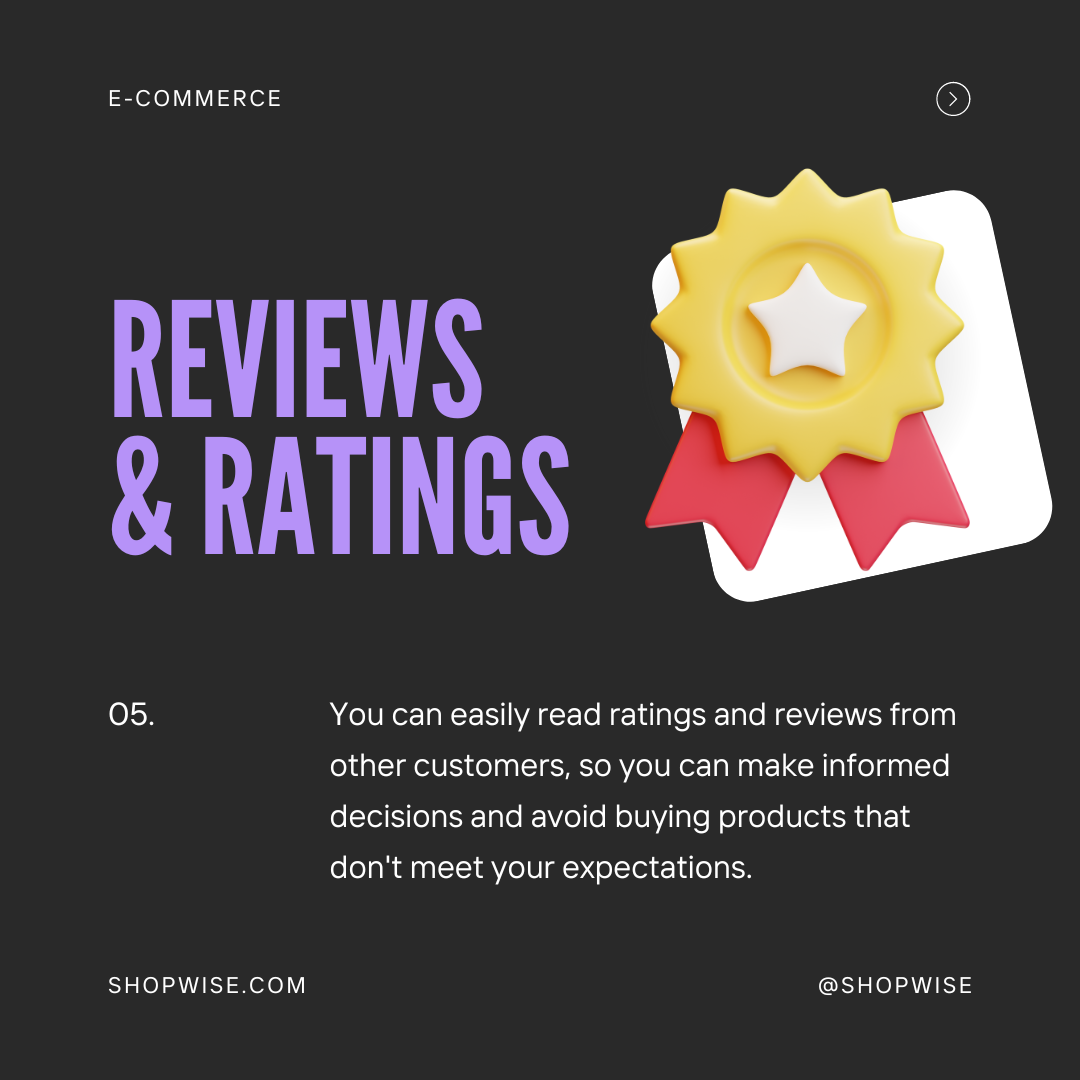 E-COMMERCE
REVIEWS
& RATINGS
05.
You can easily read ratings and reviews from
other customers, so you can make informed
decisions and avoid buying products that
don't meet your expectations.
SHOPWISE.COM
@SHOPWISE